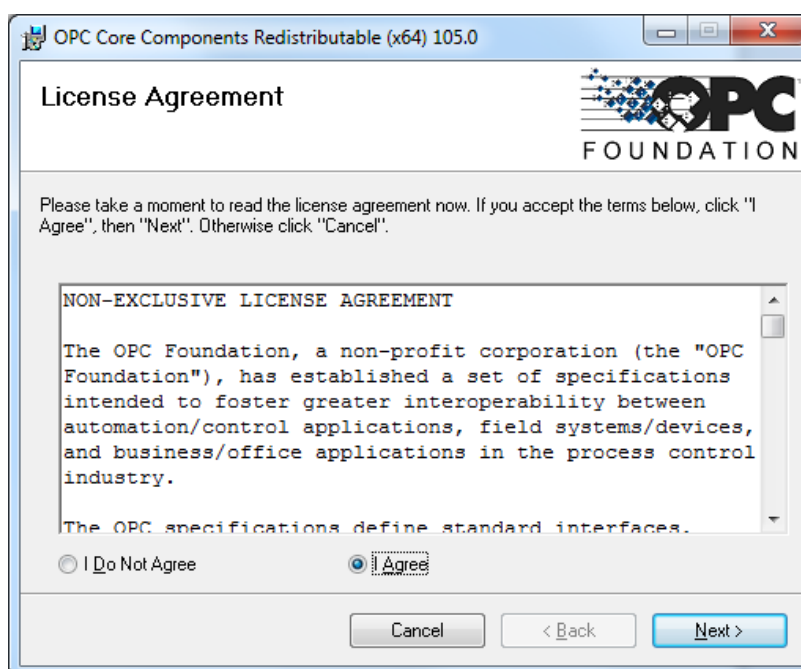 OPC Core Components Redistributable (x64) 105.0
License Agreement
OPC
FOUNDATION
Please take a moment to read the license agreement now. If you accept the terms below, click "I
Agree", then "Next". Otherwise click "Cancel".
NON-EXCLUSIVE LICENSE AGREEMENT
The OPC Foundation, a non-profit corporation (the "OPC
Foundation"), has established a set of specifications
intended to foster greater interoperability between
automation/control applications, field systems/devices,
and business/office applications in the process control
industry.
The OPC specifications define standard interfaces,
I Do Not Agree
I Agree
Cancel
< Back
Next >